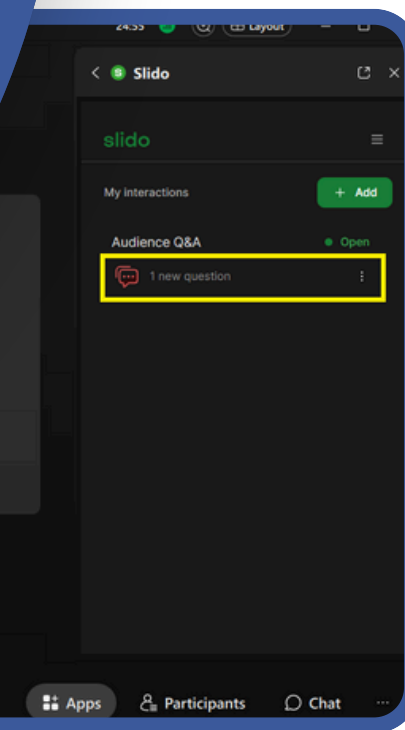 24:55 Layout
Slido
slido
My interactions
+ Add
Audience Q&A
Open
1 new question
Apps Participants Chat